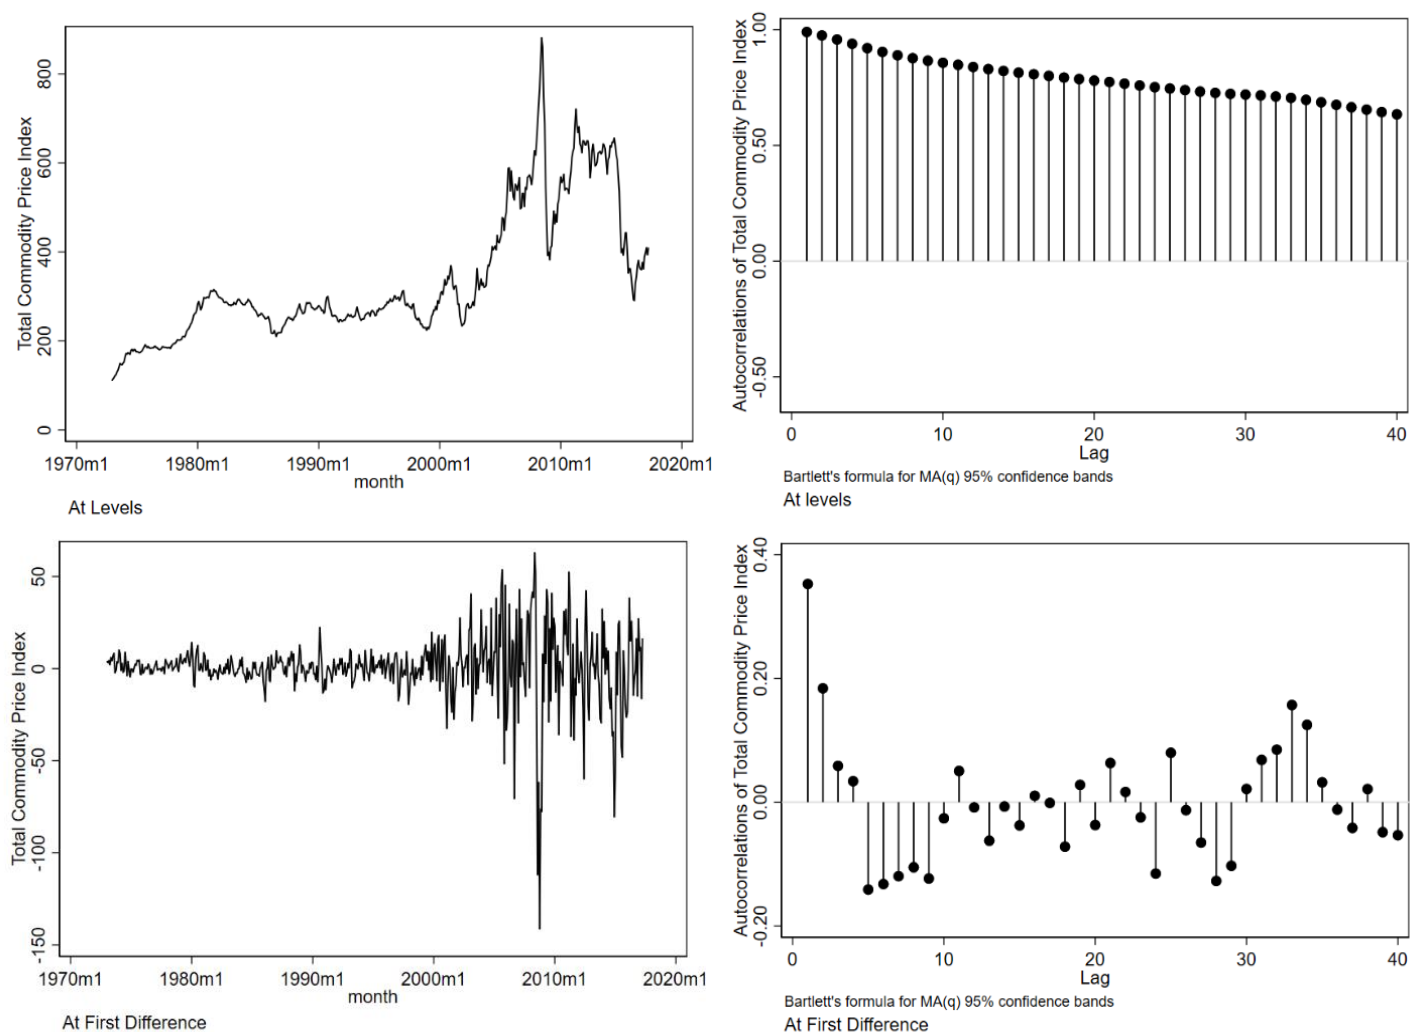 Total Commodity Price Index
800
600
400
200
0
1970m1 1980m1 1990m1 2000m1 2010m1 2020m1
month
At Levels
Autocorrelations of Total Commodity Price Index
1.00
0.50
0.00
-0.50
0 10 20 30 40
Lag
Bartlett's formula for MA(q) 95% confidence bands
At levels
Total Commodity Price Index
50
0
-50
-100
-150
1970m1 1980m1 1990m1 2000m1 2010m1 2020m1
month
At First Difference
Autocorrelations of Total Commodity Price Index
0.40
0.20
0.00
-0.20
0 10 20 30 40
Lag
Bartlett's formula for MA(q) 95% confidence bands
At First Difference